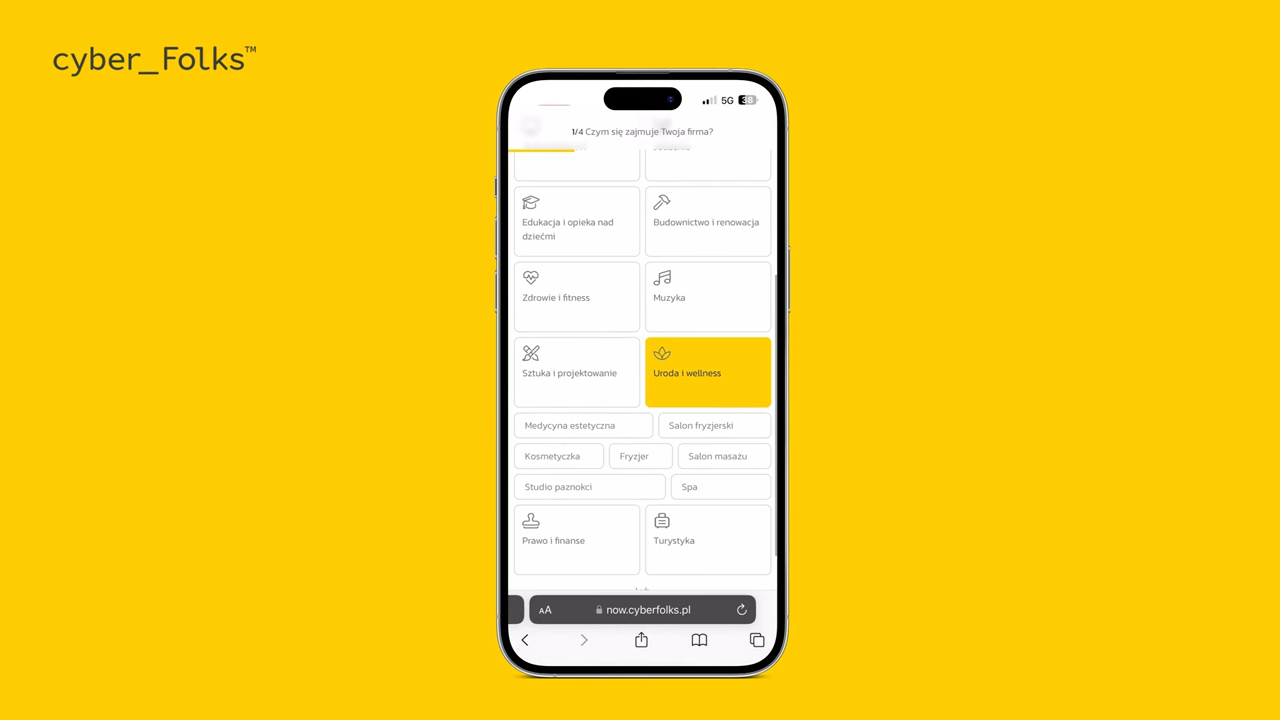 cyber_Folks™
5G 38
1/4 Czym się zajmuje Twoja firma?
Edukacja i opieka nad
dziećmi
Budownictwo i renowacja
Zdrowie i fitness
Muzyka
Sztuka i projektowanie
Uroda i wellness
Medycyna estetyczna
Salon fryzjerski
Kosmetyczka
Fryzjer
Salon masażu
Studio paznokci
Spa
Prawo i finanse
Turystyka
AA
now.cyberfolks.pl